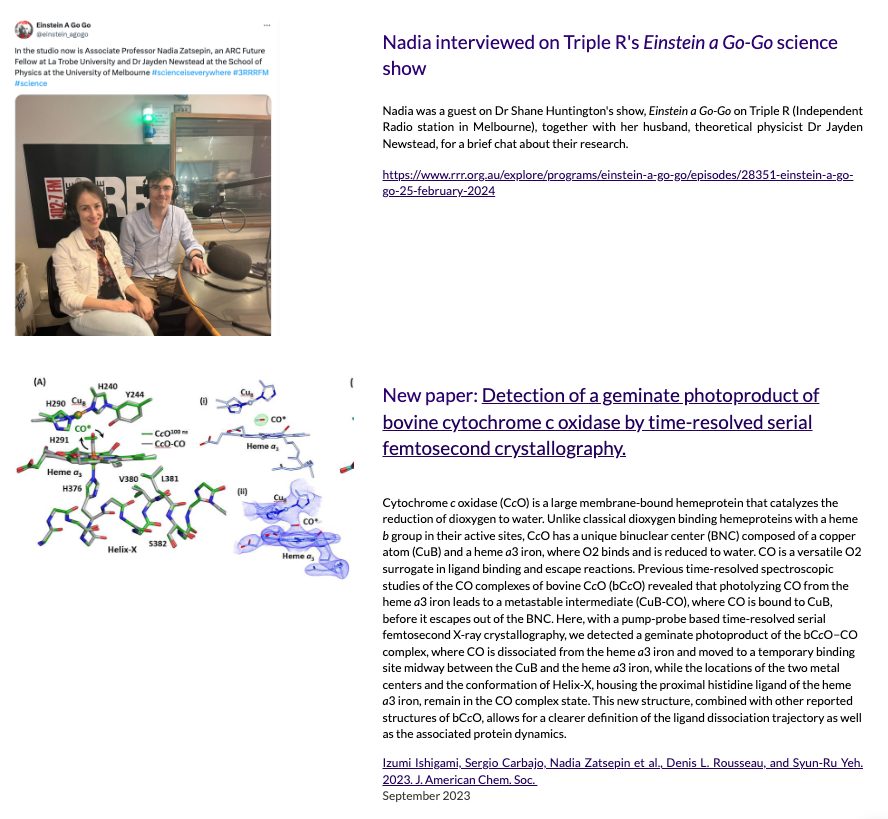 Einstein A Go Go
@einstein_agogo
In the studio now is Associate Professor Nadia Zatsepin, an ARC Future
Fellow at La Trobe University and Dr Jayden Newstead at the School of
Physics at the University of Melbourne #scienceiseverywhere #3RRRFM
#science
102·7 FM
RRR
Nadia interviewed on Triple R's Einstein a Go-Go science
show
Nadia was a guest on Dr Shane Huntington's show, Einstein a Go-Go on Triple R (Independent
Radio station in Melbourne), together with her husband, theoretical physicist Dr Jayden
Newstead, for a brief chat about their research.
https://www.rrr.org.au/explore/programs/einstein-a-go-go/episodes/28351-einstein-a-go-
go-25-february-2024
(A)
H240
Y244
H290
CuB
CO*
H291
CcO100 ns
CcO-CO
Heme a3
H376
V380
L381
Helix-X
S382
(i)
CuB
CO*
Heme a3
(ii)
CuB
CO*
Heme a3
(
New paper: Detection of a geminate photoproduct of
bovine cytochrome c oxidase by time-resolved serial
femtosecond crystallography.
Cytochrome c oxidase (CcO) is a large membrane-bound hemeprotein that catalyzes the
reduction of dioxygen to water. Unlike classical dioxygen binding hemeproteins with a heme
b group in their active sites, CcO has a unique binuclear center (BNC) composed of a copper
atom (CuB) and a heme a3 iron, where O2 binds and is reduced to water. CO is a versatile O2
surrogate in ligand binding and escape reactions. Previous time-resolved spectroscopic
studies of the CO complexes of bovine CcO (bCcO) revealed that photolyzing CO from the
heme a3 iron leads to a metastable intermediate (CuB-CO), where CO is bound to CuB,
before it escapes out of the BNC. Here, with a pump-probe based time-resolved serial
femtosecond X-ray crystallography, we detected a geminate photoproduct of the bCcO–CO
complex, where CO is dissociated from the heme a3 iron and moved to a temporary binding
site midway between the CuB and the heme a3 iron, while the locations of the two metal
centers and the conformation of Helix-X, housing the proximal histidine ligand of the heme
a3 iron, remain in the CO complex state. This new structure, combined with other reported
structures of bCcO, allows for a clearer definition of the ligand dissociation trajectory as well
as the associated protein dynamics.
Izumi Ishigami, Sergio Carbajo, Nadia Zatsepin et al., Denis L. Rousseau, and Syun-Ru Yeh.
2023. J. American Chem. Soc.
September 2023